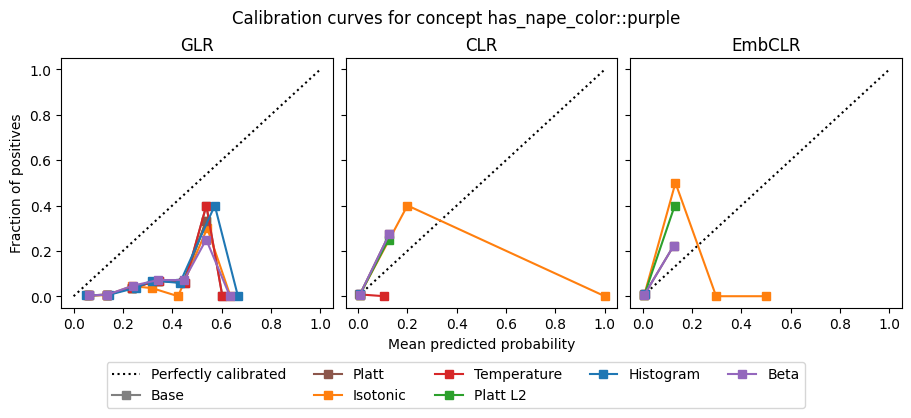 Calibration curves for concept has_nape_color::purple
GLR CLR EmbCLR
1.0
0.8
0.6
0.4
0.2
0.0
Fraction of positives
0.0 0.2 0.4 0.6 0.8 1.0 0.0 0.2 0.4 0.6 0.8 1.0 0.0 0.2 0.4 0.6 0.8 1.0
Mean predicted probability
Perfectly calibrated Platt Temperature Histogram Beta
Base Isotonic Platt L2